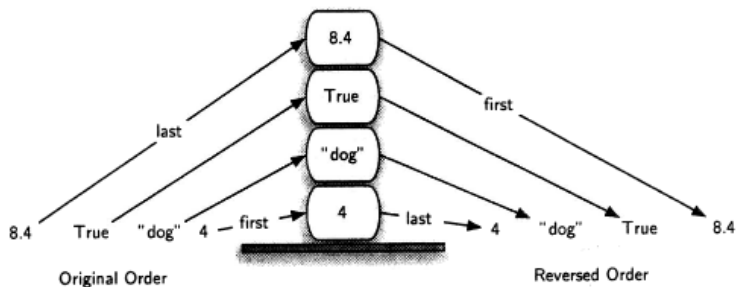 8.4
True
first
last
"dog"
4
first
last
8.4 True "dog" 4
4 "dog" True 8.4
Original Order
Reversed Order